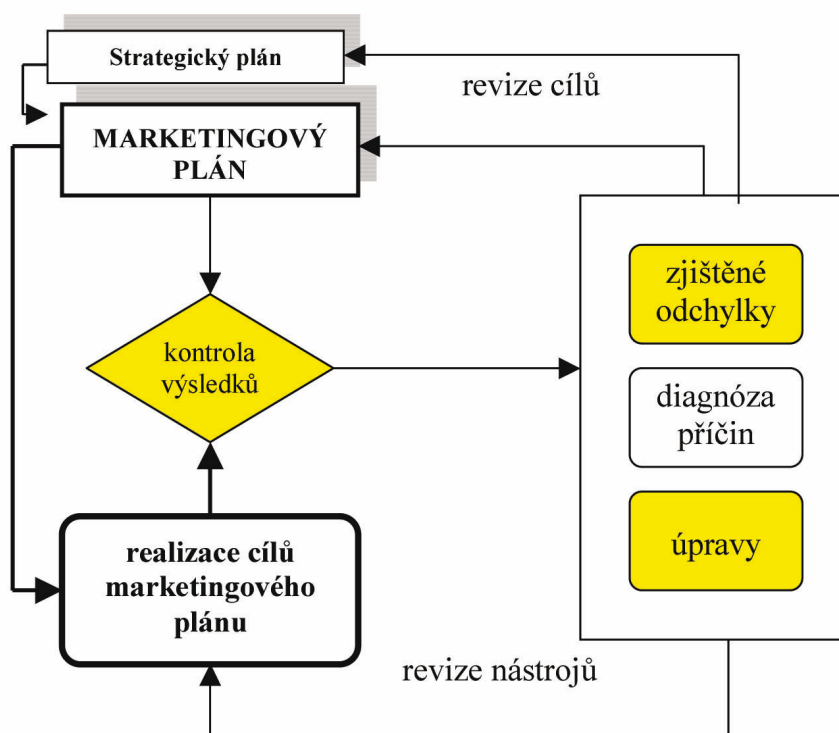 Strategický plán
revize cílů
MARKETINGOVÝ
PLÁN
zjištěné
odchylky
kontrola
výsledků
diagnóza
příčin
úpravy
realizace cílů
marketingového
plánu
revize nástrojů